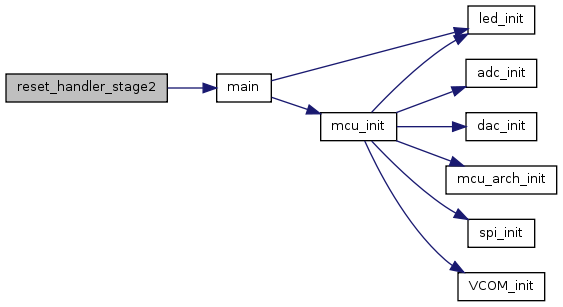 reset_handler_stage2
main
mcu_init
led_init
adc_init
dac_init
mcu_arch_init
spi_init
VCOM_init